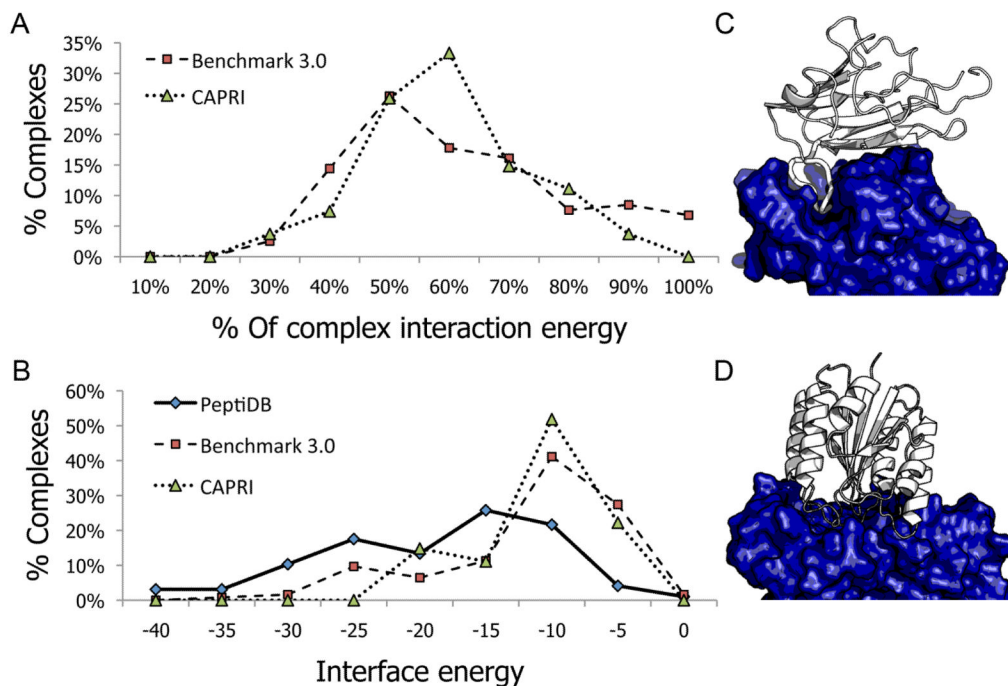 A
35%
30%
25%
20%
15%
10%
5%
0%
% Complexes
Benchmark 3.0
CAPRI
10% 20% 30% 40% 50% 60% 70% 80% 90% 100%
% Of complex interaction energy
B
60%
50%
40%
30%
20%
10%
0%
% Complexes
PeptiDB
Benchmark 3.0
CAPRI
-40 -35 -30 -25 -20 -15 -10 -5 0
Interface energy
C
D